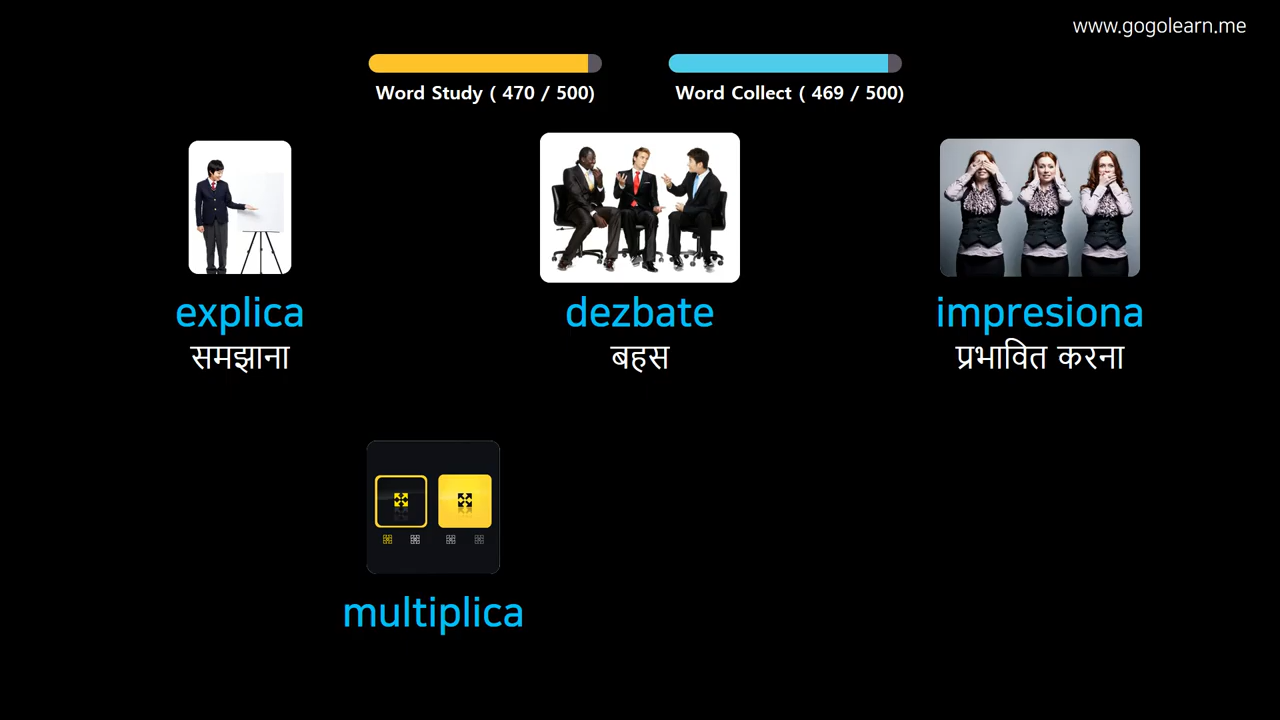 www.gogolearn.me
Word Study ( 470 / 500)
Word Collect ( 469 / 500)
explica
समझाना
dezbate
बहस
impresiona
प्रभावित करना
multiplica